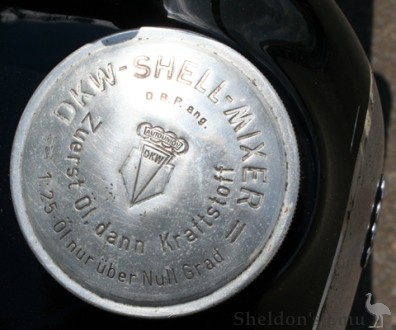 DKW-SHELL-MIXER II
D.R.P. ang.
AUTO UNION
DKW
Zuerst Öl dann Kraftstoff
1:25 Öl nur über Null Grad
Sheldon's Emu